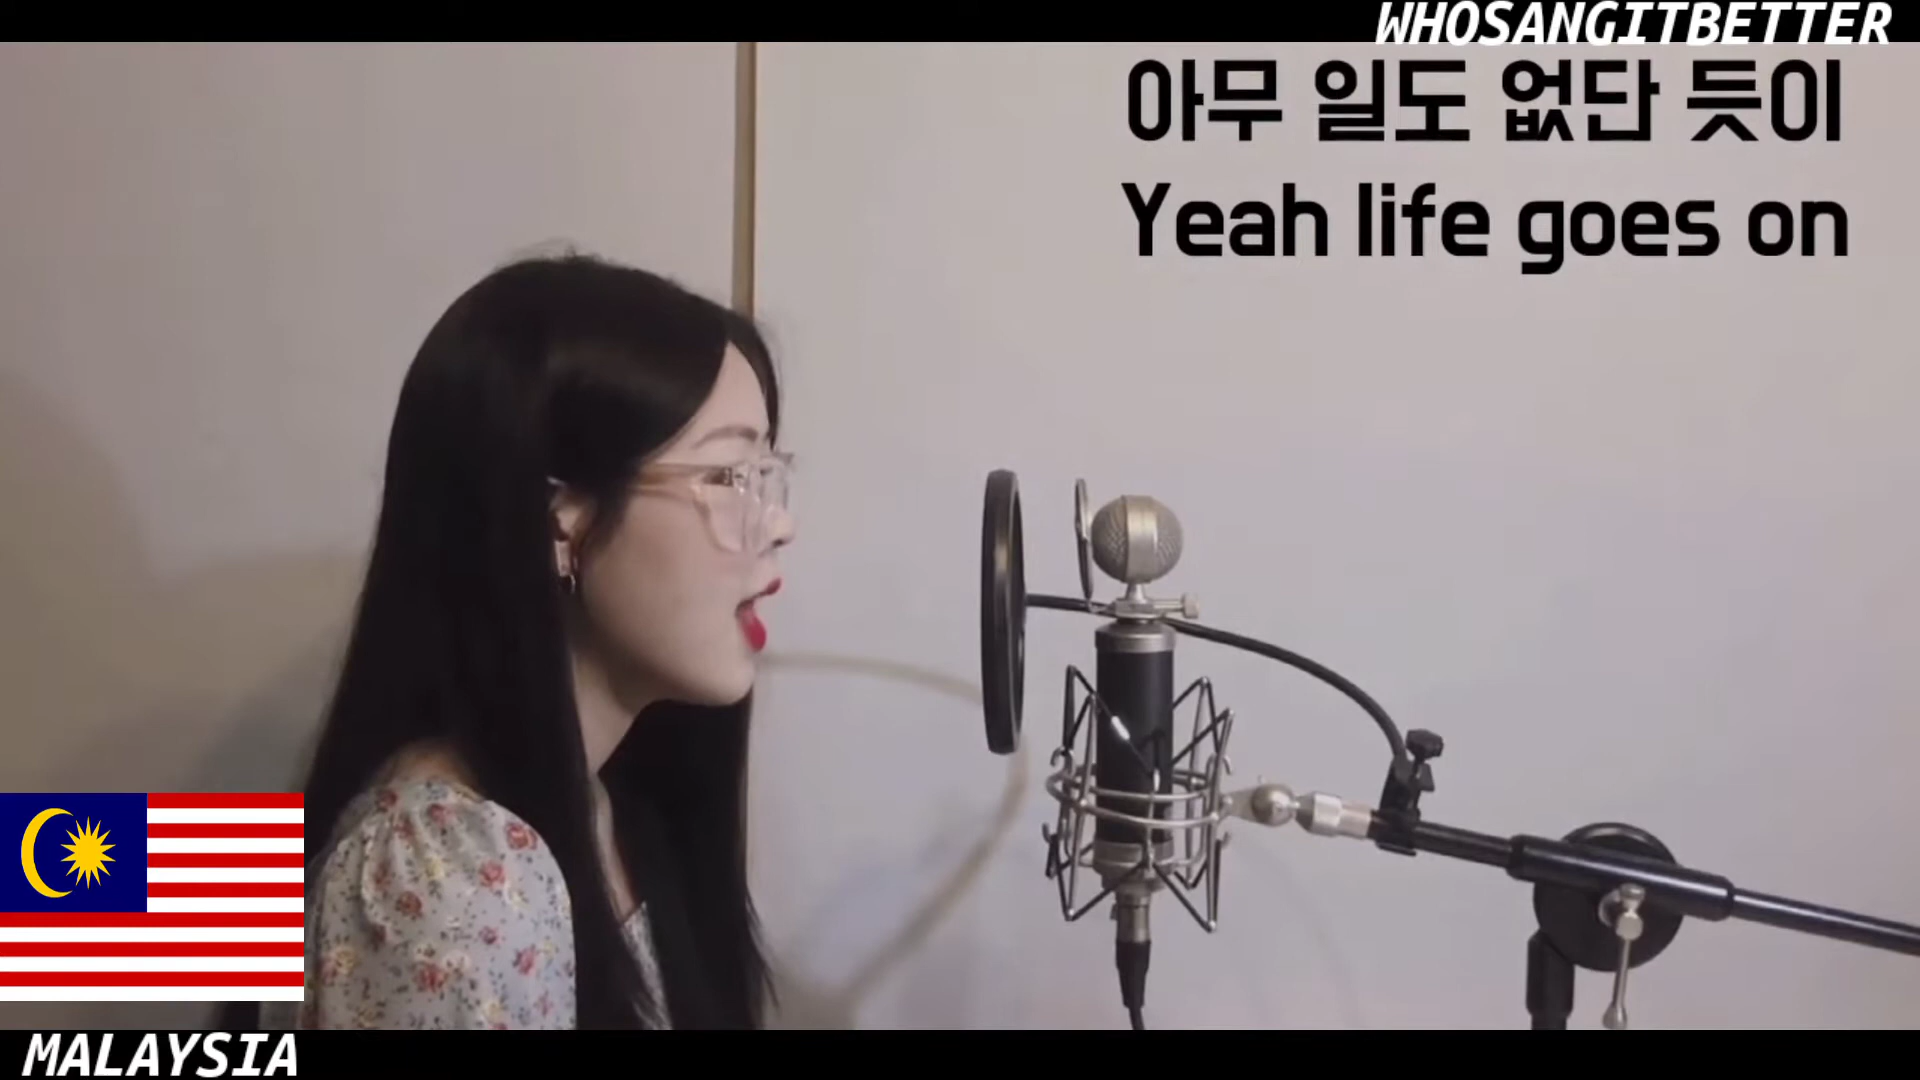 WHOSANGITBETTER
아무 일도 없단 듯이
Yeah life goes on
MALAYSIA